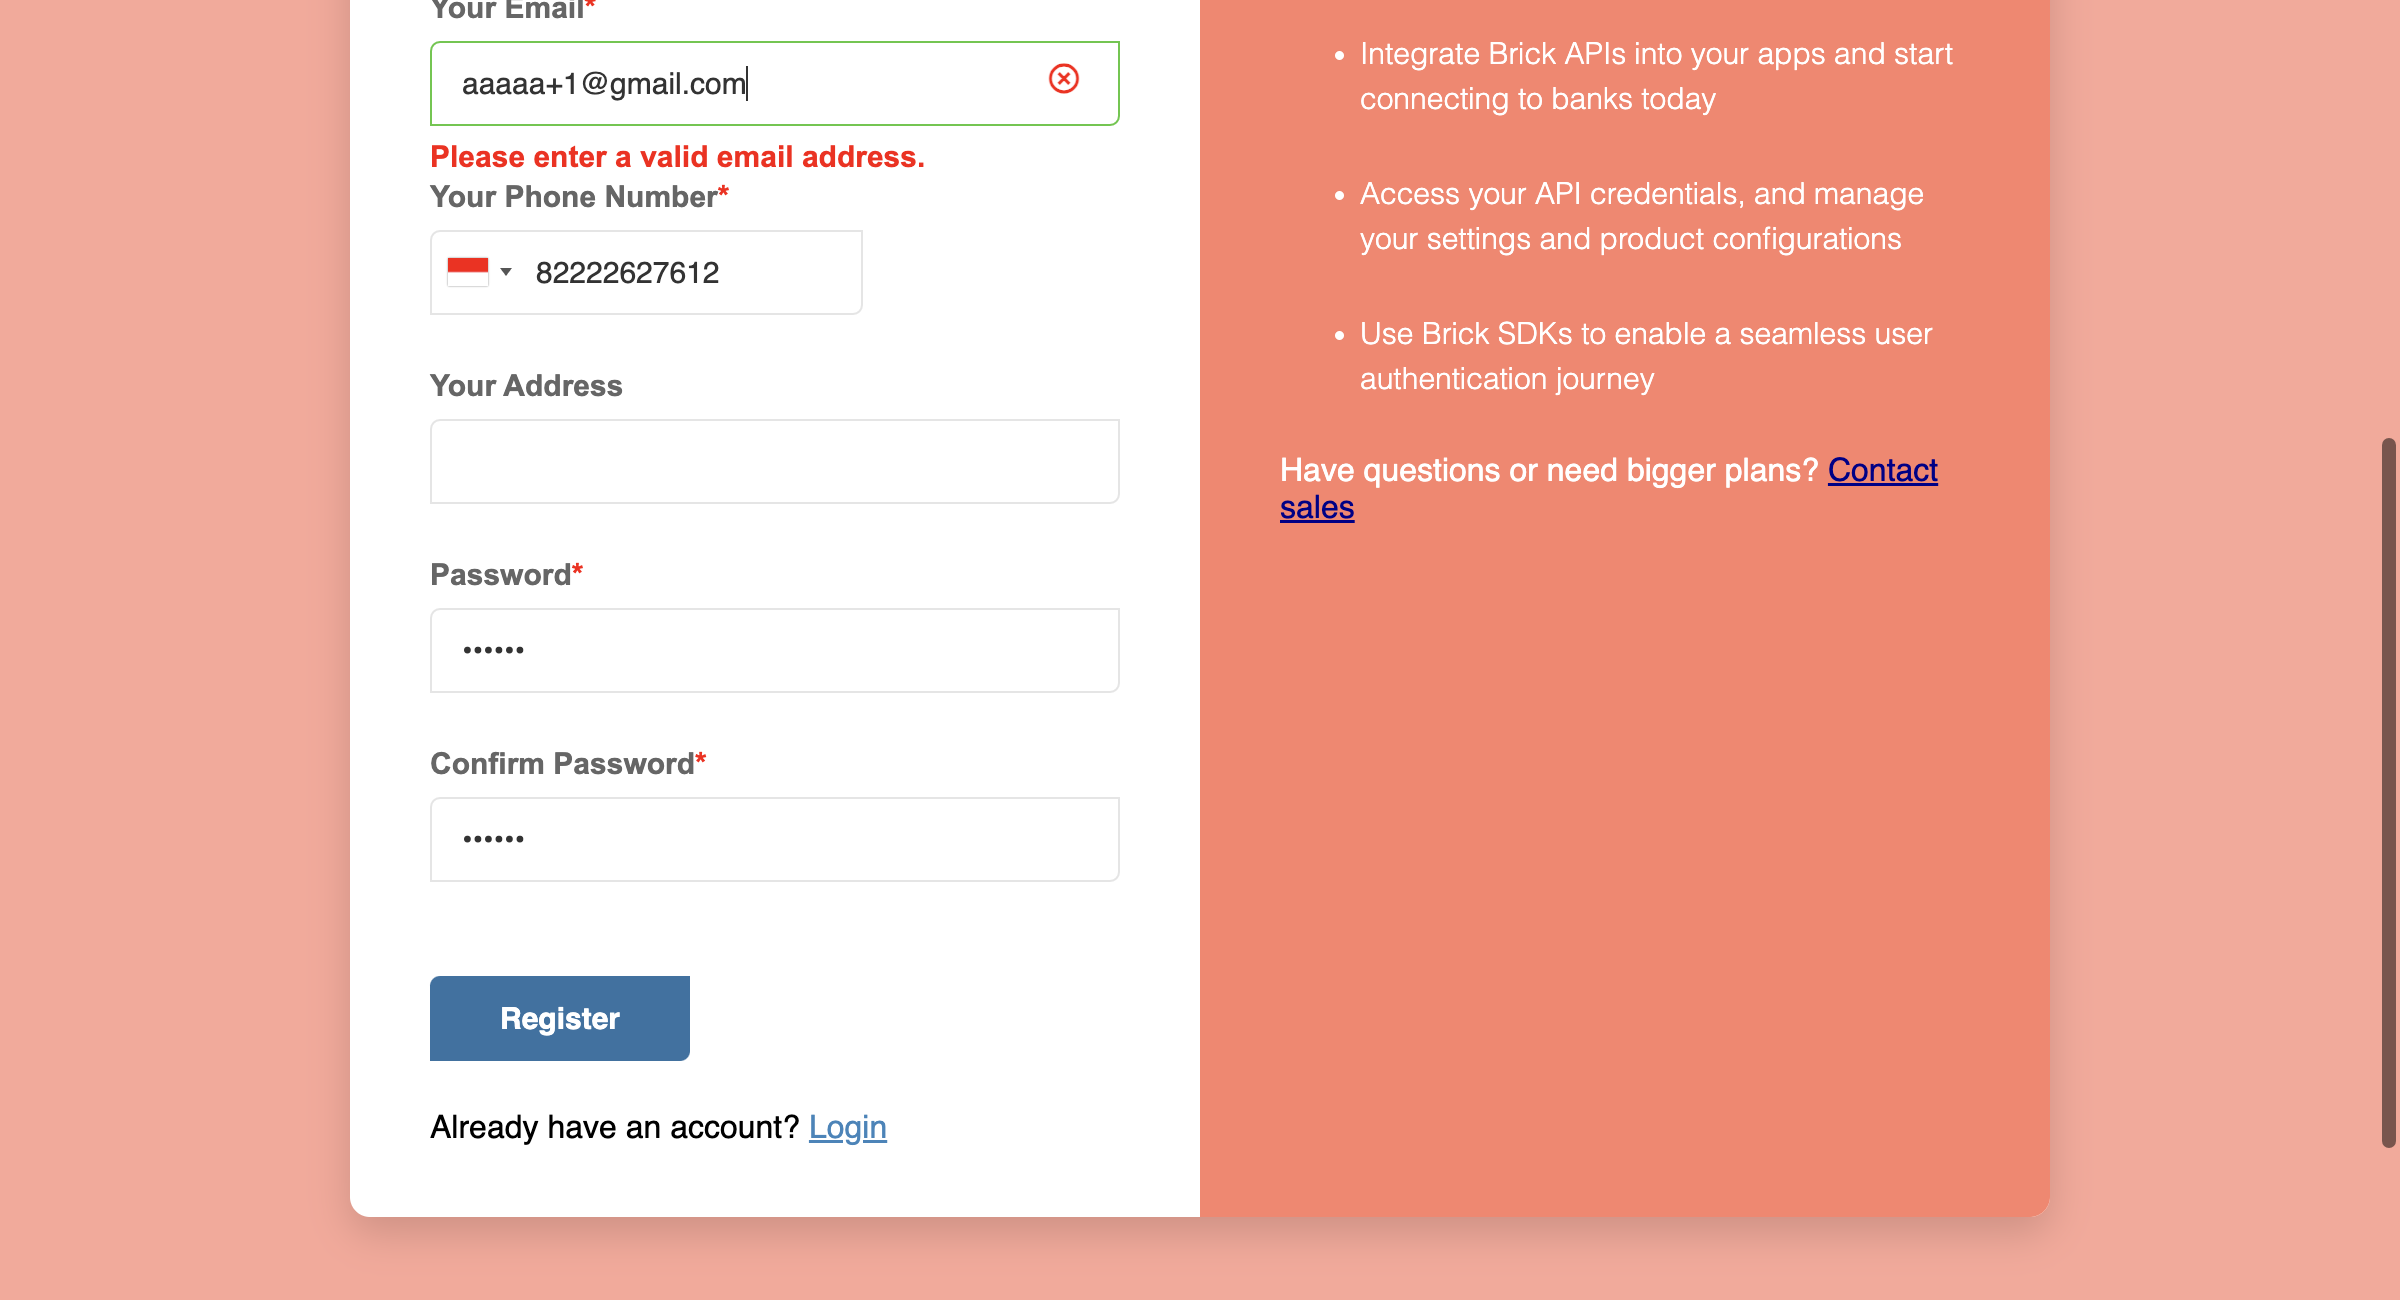 Your Email*
aaaaa+1@gmail.com
Please enter a valid email address.
Your Phone Number*
82222627612
Your Address
Password*
••••••
Confirm Password*
••••••
Register
Already have an account? Login
• Integrate Brick APIs into your apps and start
connecting to banks today
• Access your API credentials, and manage
your settings and product configurations
• Use Brick SDKs to enable a seamless user
authentication journey
Have questions or need bigger plans? Contact
sales